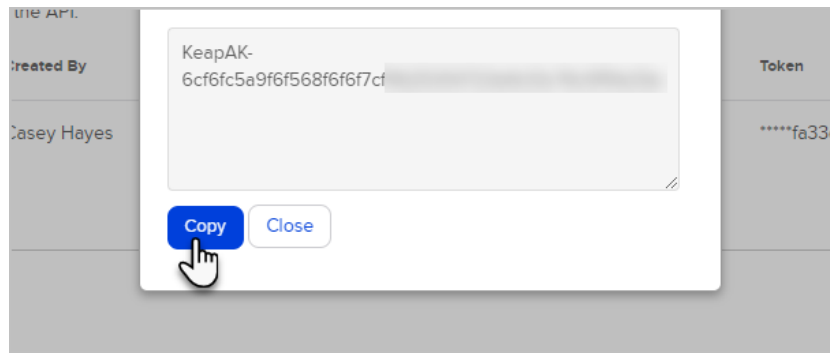 the API.
Created By
Token
KeapAK-
6cf6fc5a9f6f568f6f6f7cf
Casey Hayes
*****fa33
Copy
Close